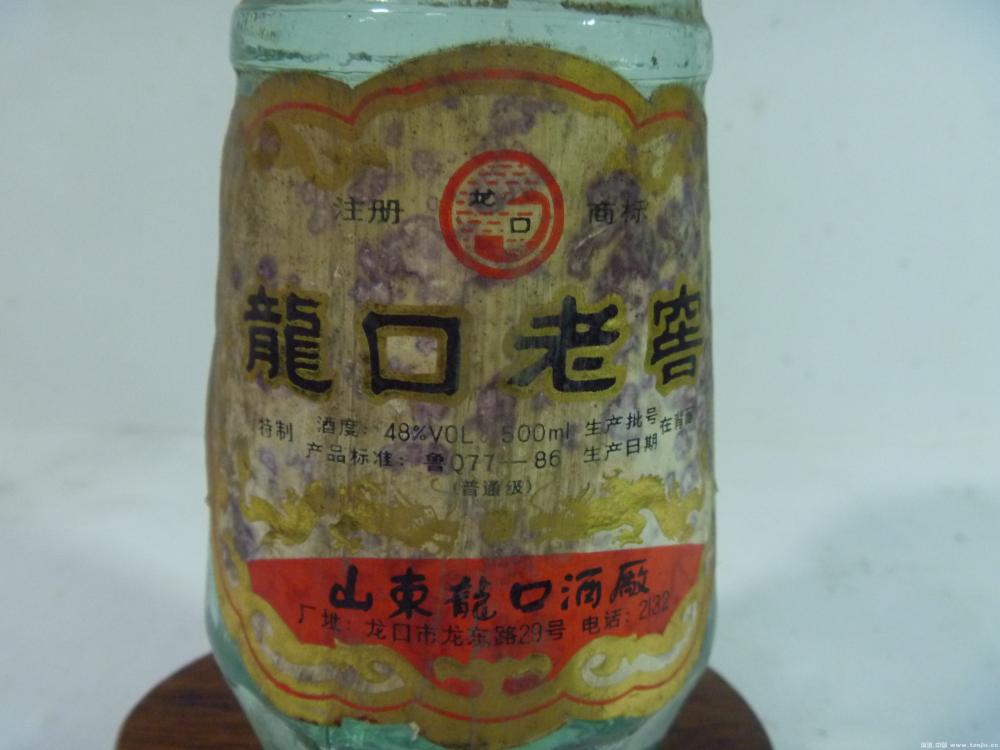 注册 龙口 商标
龍口老窖
特制 酒度：48%VOL 500ml 生产批号
产品标准：鲁Q77—86 生产日期 在背面
（普通级）
山東龍口酒廠
厂址：龙口市龙东路29号 电话：2132